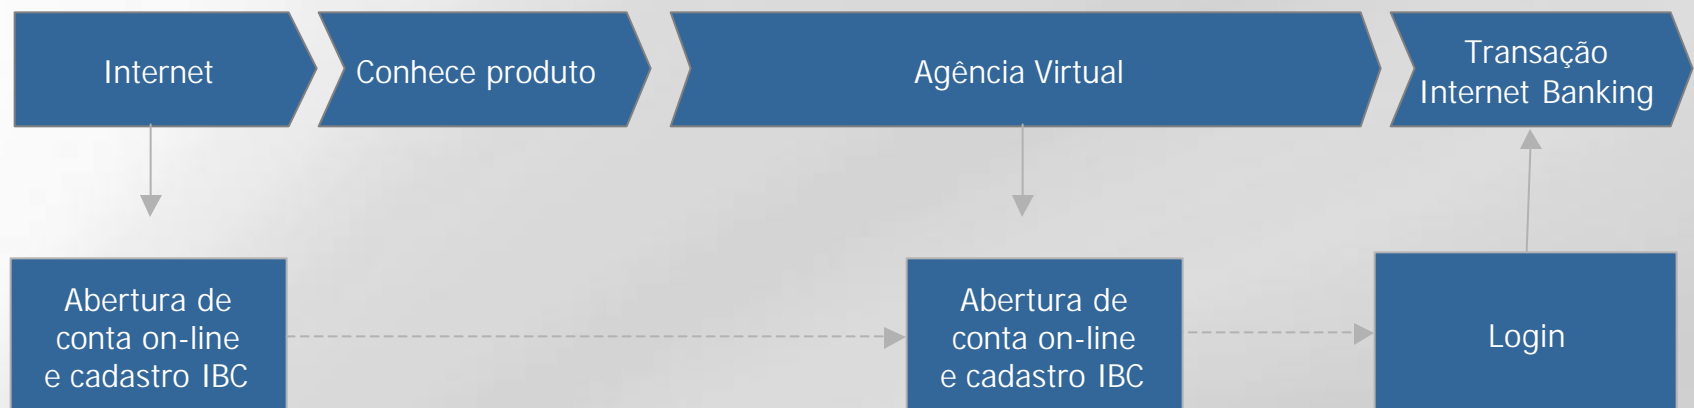 Internet
Conhece produto
Agência Virtual
Transação
Internet Banking
Abertura de
conta on-line
e cadastro IBC
Abertura de
conta on-line
e cadastro IBC
Login